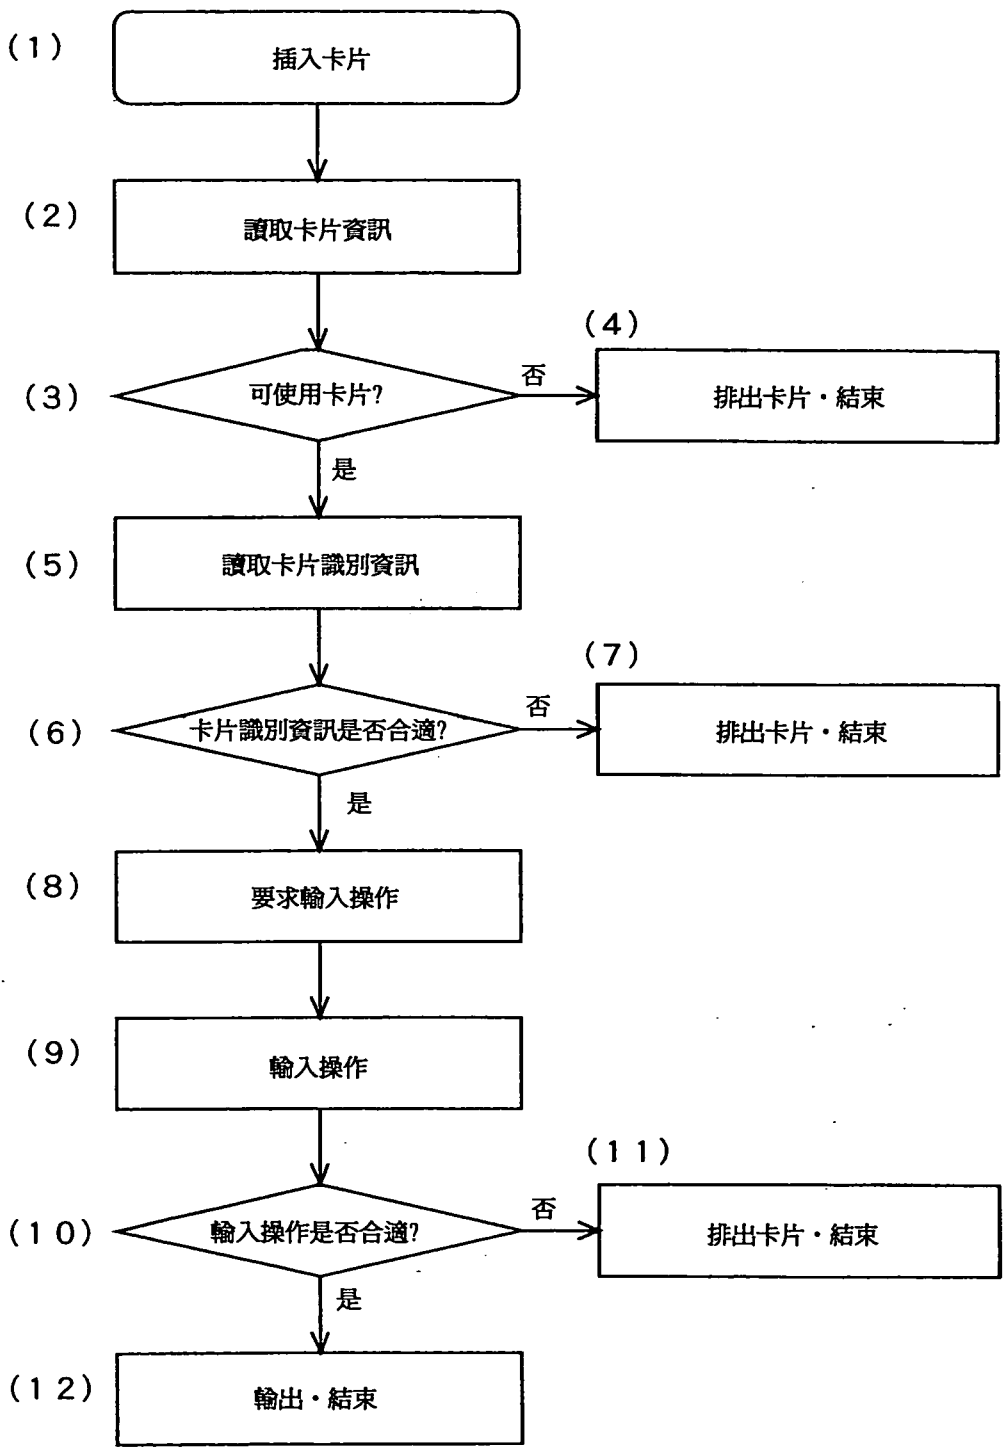 (1)
插入卡片
(2)
讀取卡片資訊
(3)
可使用卡片?
否
(4)
排出卡片・結束
是
(5)
讀取卡片識別資訊
(6)
卡片識別資訊是否合適?
否
(7)
排出卡片・結束
是
(8)
要求輸入操作
(9)
輸入操作
(10)
輸入操作是否合適?
否
(11)
排出卡片・結束
是
(12)
輸出・結束